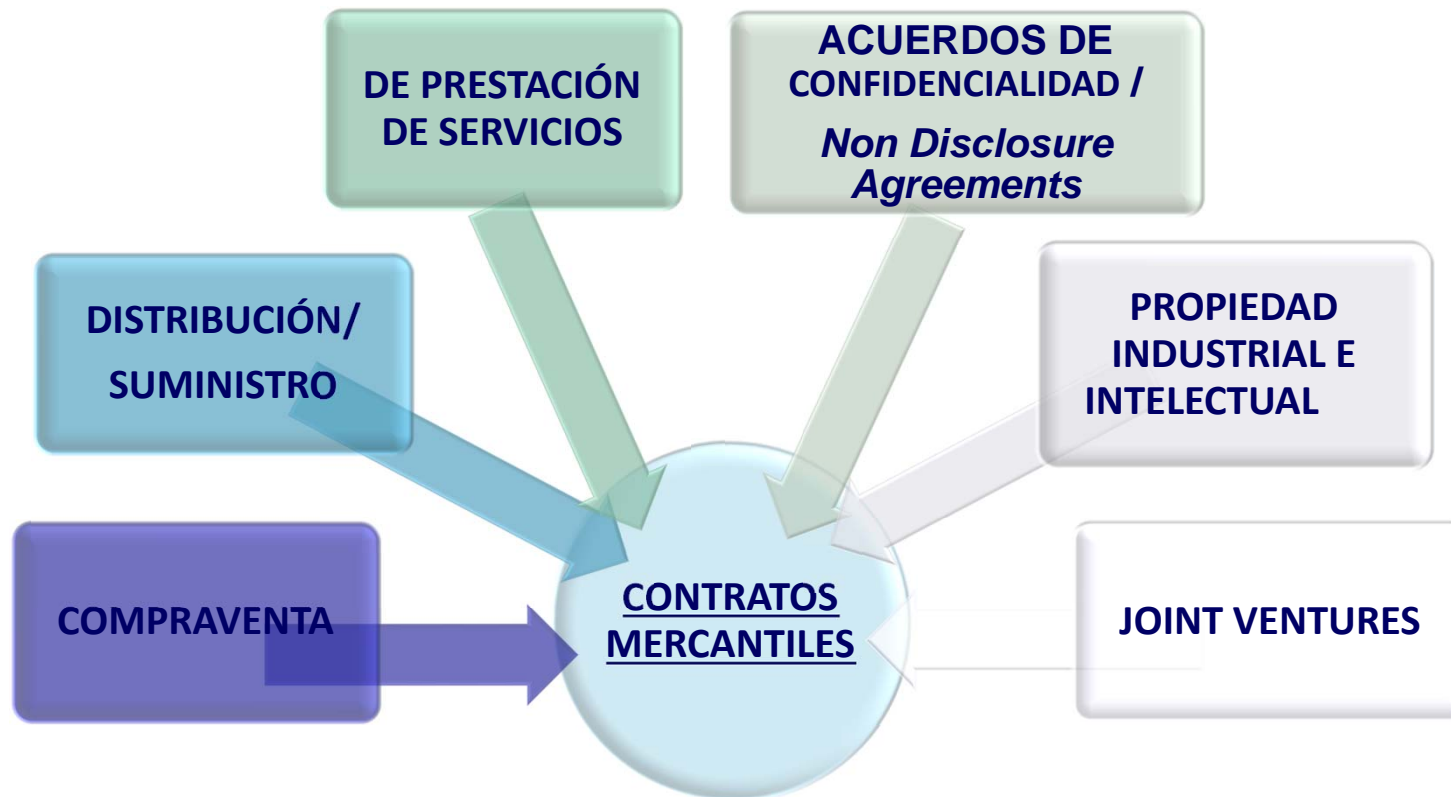 DE PRESTACIÓN
DE SERVICIOS
ACUERDOS DE
CONFIDENCIALIDAD /
Non Disclosure
Agreements
DISTRIBUCIÓN/
SUMINISTRO
PROPIEDAD
INDUSTRIAL E
INTELECTUAL
COMPRAVENTA
CONTRATOS
MERCANTILES
JOINT VENTURES